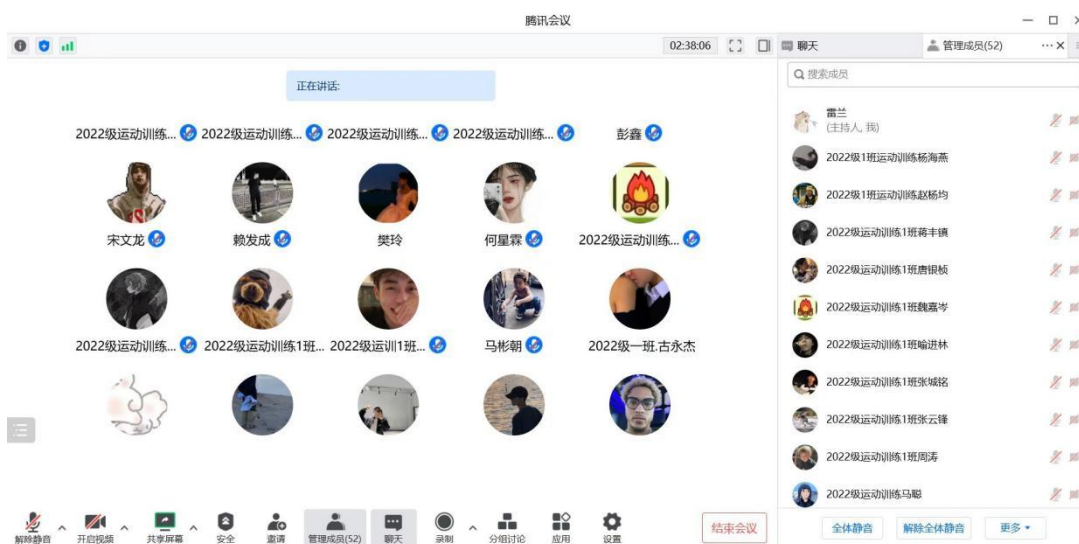 腾讯会议
02:38:06
聊天
管理成员(52)
正在讲话:
搜索成员
2022级运动训练... 2022级运动训练... 2022级运动训练... 2022级运动训练... 彭鑫
宋文龙 赖发成 樊玲 何星霖 2022级运动训练...
2022级运动训练... 2022级运动训练1班... 2022级运训1班... 马彬朝 2022级一班.古永杰
雷兰
(主持人, 我)
2022级1班运动训练杨海燕
2022级1班运动训练赵杨均
2022级运动训练1班蒋丰镇
2022级运动训练1班唐银桢
2022级运动训练1班魏嘉岑
2022级运动训练1班喻进林
2022级运动训练1班张城铭
2022级运动训练1班张云锋
2022级运动训练1班周涛
2022级运动训练马聪
解除静音 开启视频 共享屏幕 安全 邀请 管理成员(52) 聊天 录制 分组讨论 应用 设置
结束会议
全体静音 解除全体静音 更多